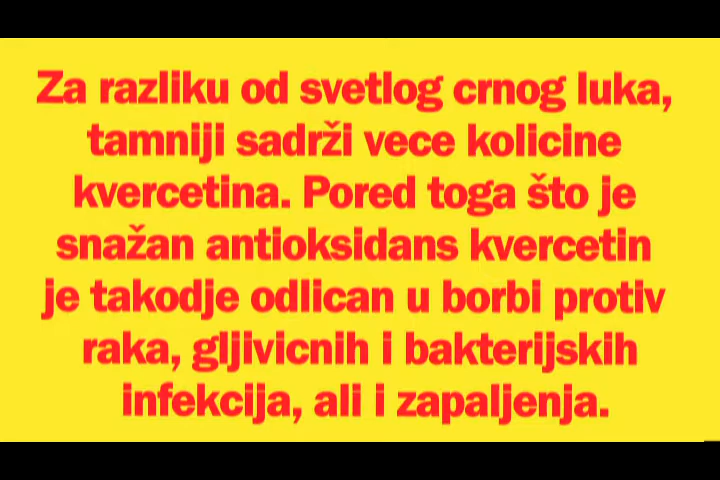 Za razliku od svetlog crnog luka,
tamniji sadrži vece kolicine
kvercetina. Pored toga što je
snažan antioksidans kvercetin
je takodje odlican u borbi protiv
raka, gljivicnih i bakterijskih
infekcija, ali i zapaljenja.